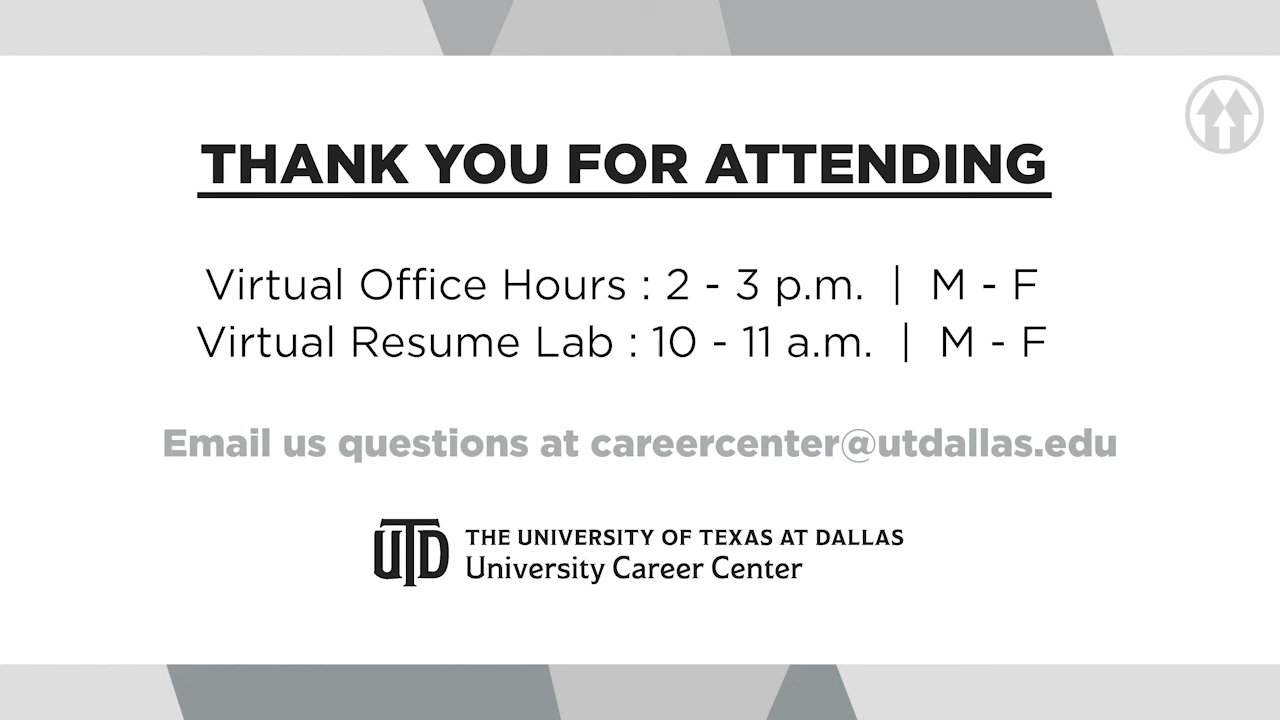 THANK YOU FOR ATTENDING
Virtual Office Hours : 2 - 3 p.m. | M - F
Virtual Resume Lab : 10 - 11 a.m. | M - F
Email us questions at careercenter@utdallas.edu
UTD THE UNIVERSITY OF TEXAS AT DALLAS
University Career Center